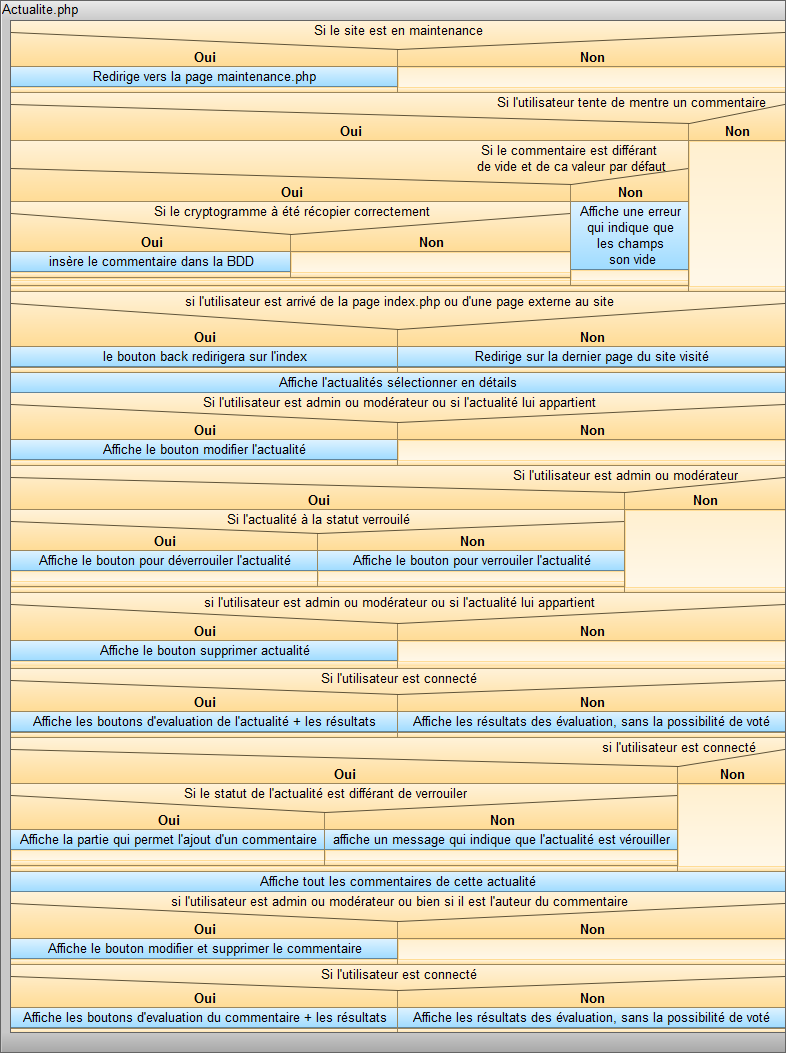 Actualite.php
Si le site est en maintenance
Oui
Non
Redirige vers la page maintenance.php
Si l'utilisateur tente de mentre un commentaire
Oui
Non
Si le commentaire est différant
de vide et de ca valeur par défaut
Oui
Non
Si le cryptogramme à été récopier correctement
Affiche une erreur
qui indique que
les champs
son vide
Oui
Non
insère le commentaire dans la BDD
si l'utilisateur est arrivé de la page index.php ou d'une page externe au site
Oui
Non
le bouton back redirigera sur l'index
Redirige sur la dernier page du site visité
Affiche l'actualités sélectionner en détails
Si l'utilisateur est admin ou modérateur ou si l'actualité lui appartient
Oui
Non
Affiche le bouton modifier l'actualité
Si l'utilisateur est admin ou modérateur
Oui
Non
Si l'actualité à la statut verrouilé
Oui
Non
Affiche le bouton pour déverrouiler l'actualité
Affiche le bouton pour verrouiler l'actualité
si l'utilisateur est admin ou modérateur ou si l'actualité lui appartient
Oui
Non
Affiche le bouton supprimer actualité
Si l'utilisateur est connecté
Oui
Non
Affiche les boutons d'evaluation de l'actualité + les résultats
Affiche les résultats des évaluation, sans la possibilité de voté
si l'utilisateur est connecté
Oui
Non
Si le statut de l'actualité est différant de verrouiler
Oui
Non
Affiche la partie qui permet l'ajout d'un commentaire
affiche un message qui indique que l'actualité est vérouiller
Affiche tout les commentaires de cette actualité
si l'utilisateur est admin ou modérateur ou bien si il est l'auteur du commentaire
Oui
Non
Affiche le bouton modifier et supprimer le commentaire
Si l'utilisateur est connecté
Oui
Non
Affiche les boutons d'evaluation du commentaire + les résultats
Affiche les résultats des évaluation, sans la possibilité de voté